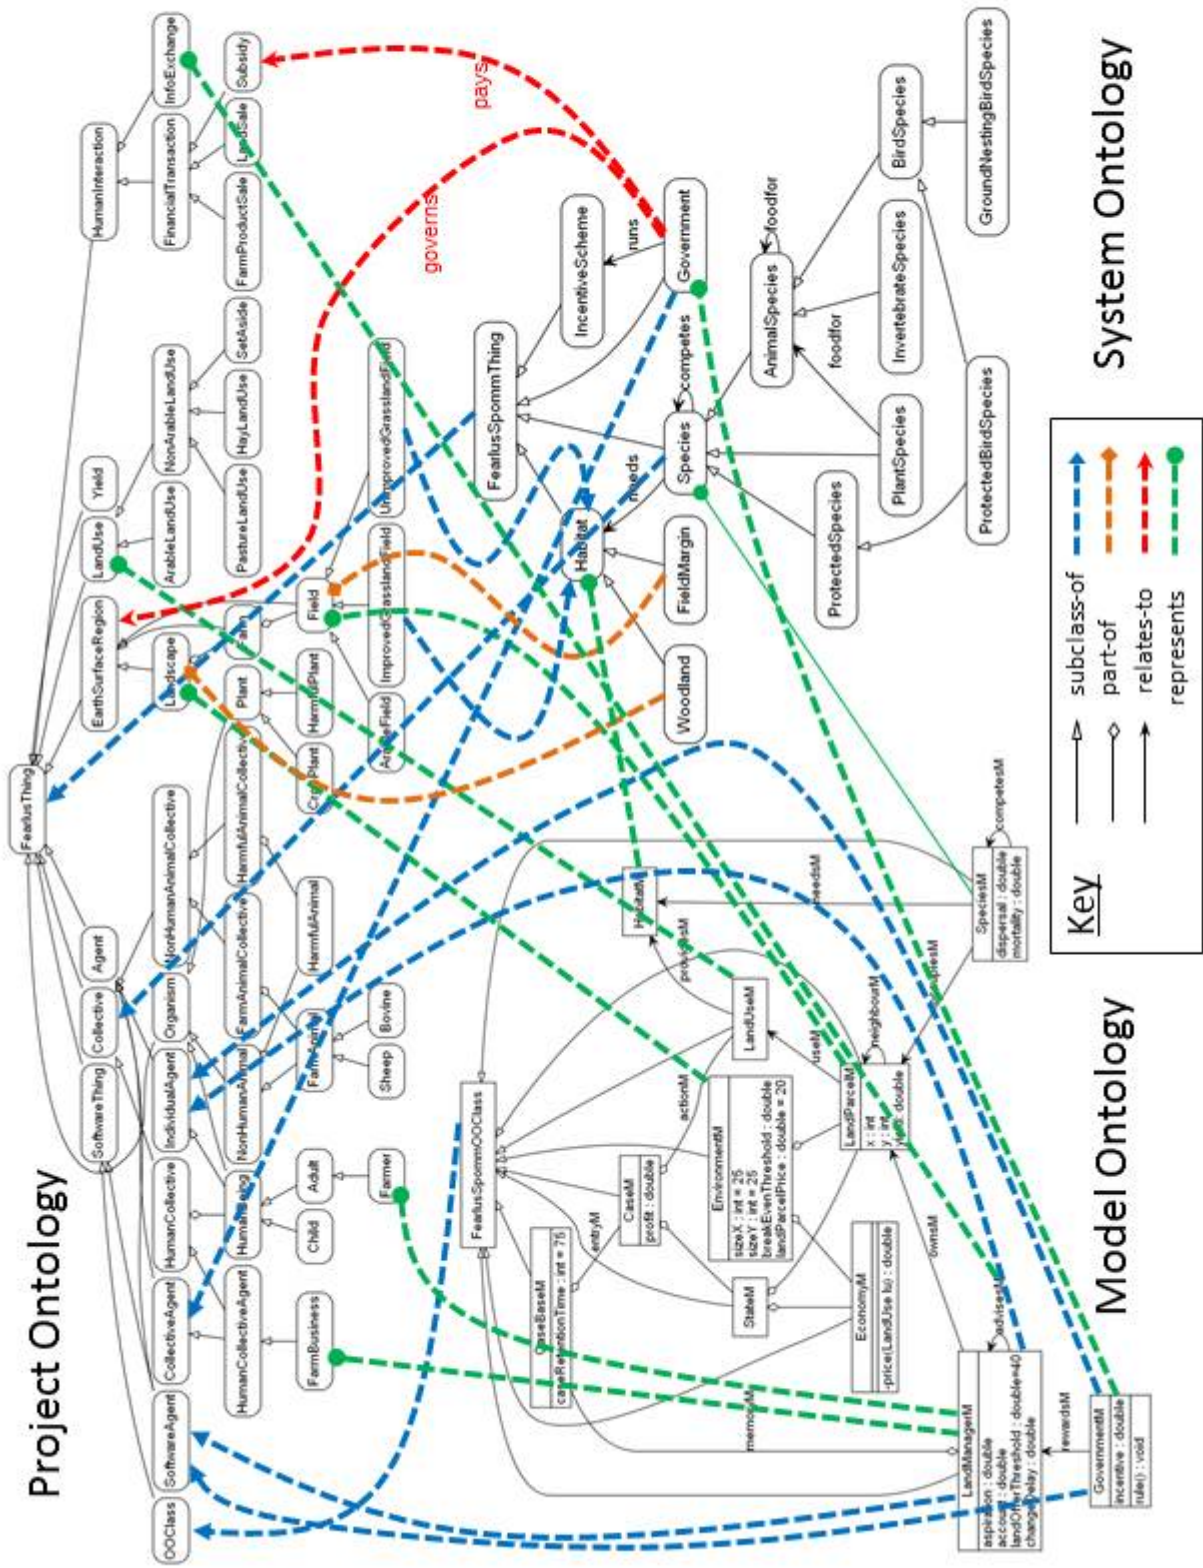 Project Ontology
FearlusThing
OOClass
SoftwareAgent
CollectiveAgent
HumanCollective
SoftwareThing
IndividualAgent
Collective
Organism
Agent
NonHumanAnimalCollective
EarthSurfaceRegion
Landscape
LandUse
Yield
ArableLandUse
NonArableLandUse
HumanInteraction
FinancialTransaction
InfoExchange
HumanCollectiveAgent
HumanBeing
NonHumanAnimal
FarmAnimalCollective
HarmfulAnimalCollective
Plant
Farm
PastureLandUse
HayLandUse
SetAside
FarmProductSale
LandSale
Subsidy
FarmBusiness
Child
Adult
FarmAnimal
HarmfulAnimal
CropPlant
HarmfulPlant
Field
Farmer
Sheep
Bovine
ArableField
ImprovedGrasslandField
UnimprovedGrasslandField
governs
pays
FearlusSpommOOClass
FearlusSpommThing
IncentiveScheme
runs
Government
Habitat
needs
Species
competes
AnimalSpecies
foodfor
Woodland
FieldMargin
foodfor
ProtectedSpecies
PlantSpecies
InvertebrateSpecies
BirdSpecies
ProtectedBirdSpecies
GroundNestingBirdSpecies
System Ontology
CaseBaseM
caseRetentionTime : int = 75
entryM
CaseM
profit : double
actionM
HabitatM
providesM
needsM
memoryM
StateM
EnvironmentM
sizeX : int = 25
sizeY : int = 25
breakEvenThreshold : double
landParcelPrice : double = 20
LandUseM
useM
EconomyM
-price(LandUse lu) : double
LandParcelM
x : int
y : int
yield : double
neighbourM
occupiesM
ownsM
LandManagerM
aspiration : double
account : double
landOfferThreshold : double=40
changeDelay : double
advisesM
SpeciesM
dispersal : double
mortality : double
competesM
rewardsM
GovernmentM
incentive : double
rule() : void
Model Ontology
Key
subclass-of
part-of
relates-to
represents